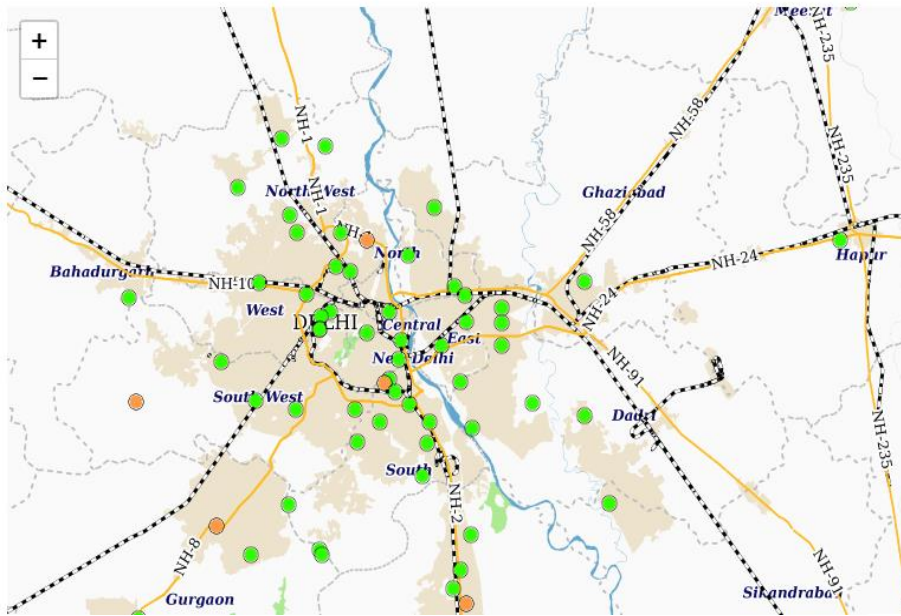 Meerut
+
−
NH-235
NH-1
NH-58
NH-235
North West
Ghaziabad
NH-1
NH-58
North
Hapur
Bahadurgarh
NH-24
NH-10
West
NH-24
DELHI
Central
East
New Delhi
NH-91
South West
Dadri
NH-235
South
NH-2
NH-8
NH-91
Gurgaon